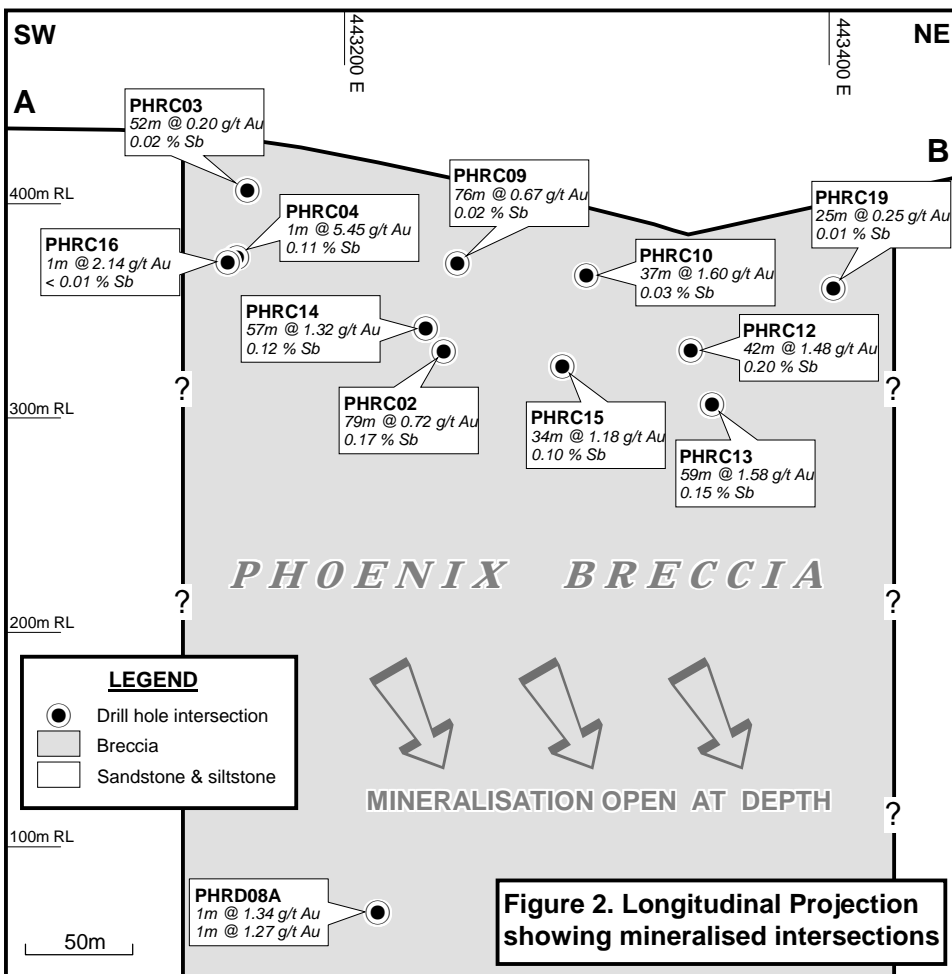 SW
443200 E
443400 E
NE
A
B
PHRC03
52m @ 0.20 g/t Au
0.02 % Sb
PHRC09
76m @ 0.67 g/t Au
0.02 % Sb
PHRC19
25m @ 0.25 g/t Au
0.01 % Sb
400m RL
PHRC04
1m @ 5.45 g/t Au
0.11 % Sb
PHRC16
1m @ 2.14 g/t Au
< 0.01 % Sb
PHRC10
37m @ 1.60 g/t Au
0.03 % Sb
PHRC14
57m @ 1.32 g/t Au
0.12 % Sb
PHRC12
42m @ 1.48 g/t Au
0.20 % Sb
?
?
300m RL
PHRC02
79m @ 0.72 g/t Au
0.17 % Sb
PHRC15
34m @ 1.18 g/t Au
0.10 % Sb
PHRC13
59m @ 1.58 g/t Au
0.15 % Sb
PHOENIX BRECCIA
?
?
200m RL
LEGEND
Drill hole intersection
Breccia
Sandstone & siltstone
MINERALISATION OPEN AT DEPTH
?
100m RL
PHRD08A
1m @ 1.34 g/t Au
1m @ 1.27 g/t Au
50m
Figure 2. Longitudinal Projection
showing mineralised intersections